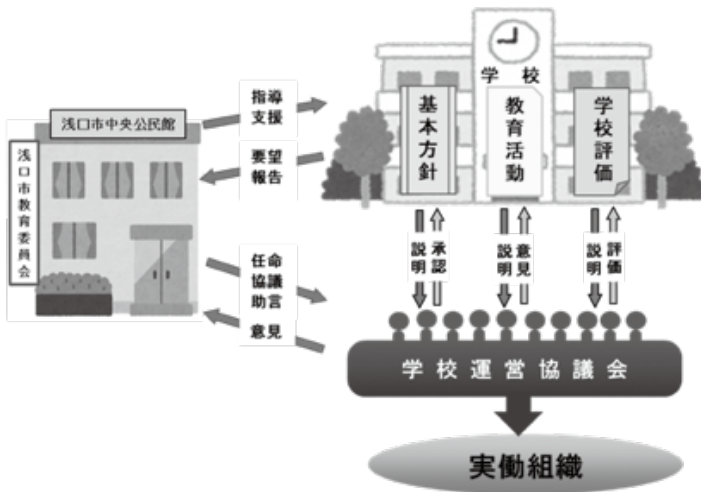 学校
指導
支援
浅口市中央公民館
基本方針
教育活動
学校評価
要望
報告
浅口市教育委員会
説明
承認
説明
意見
説明
評価
任命
協議
助言
意見
学校運営協議会
実働組織